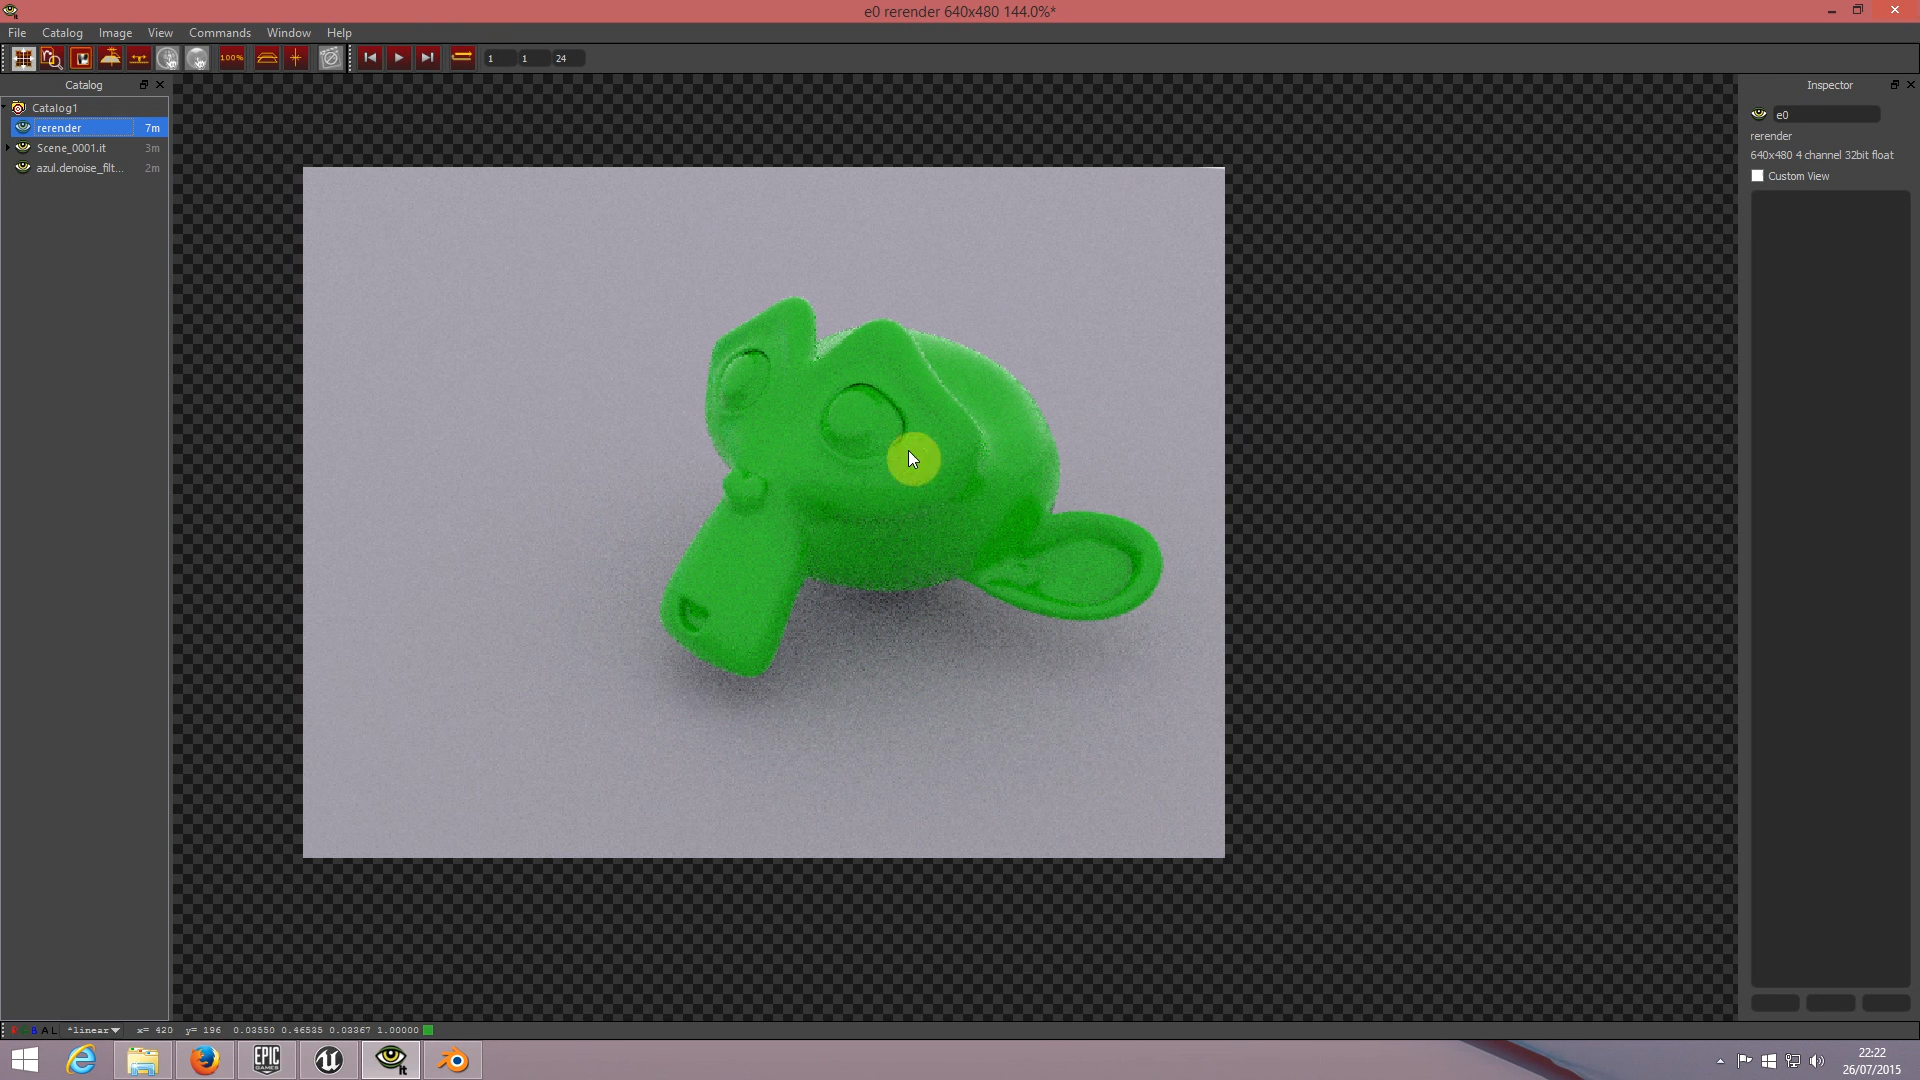 e0 rerender 640x480 144.0%*
File Catalog Image View Commands Window Help
100% 1 1 24
Catalog
Inspector
Catalog1
rerender 7m
Scene_0001.it 3m
azul.denoise_filt... 2m
e0
rerender
640x480 4 channel 32bit float
Custom View
R G B A L *linear x= 420 y= 196 0.03550 0.46535 0.03367 1.00000
EPIC GAMES
it
22:22
26/07/2015